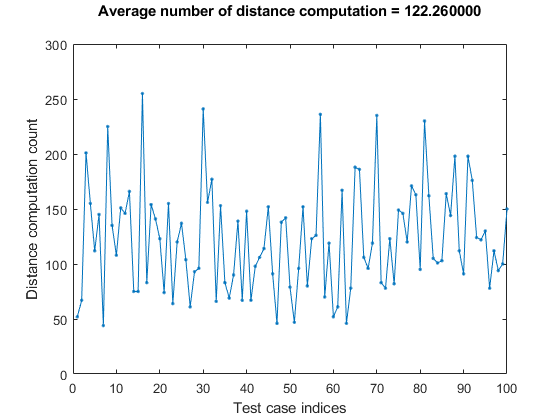 Average number of distance computation = 122.260000
300
250
200
150
100
50
0
Distance computation count
0 10 20 30 40 50 60 70 80 90 100
Test case indices